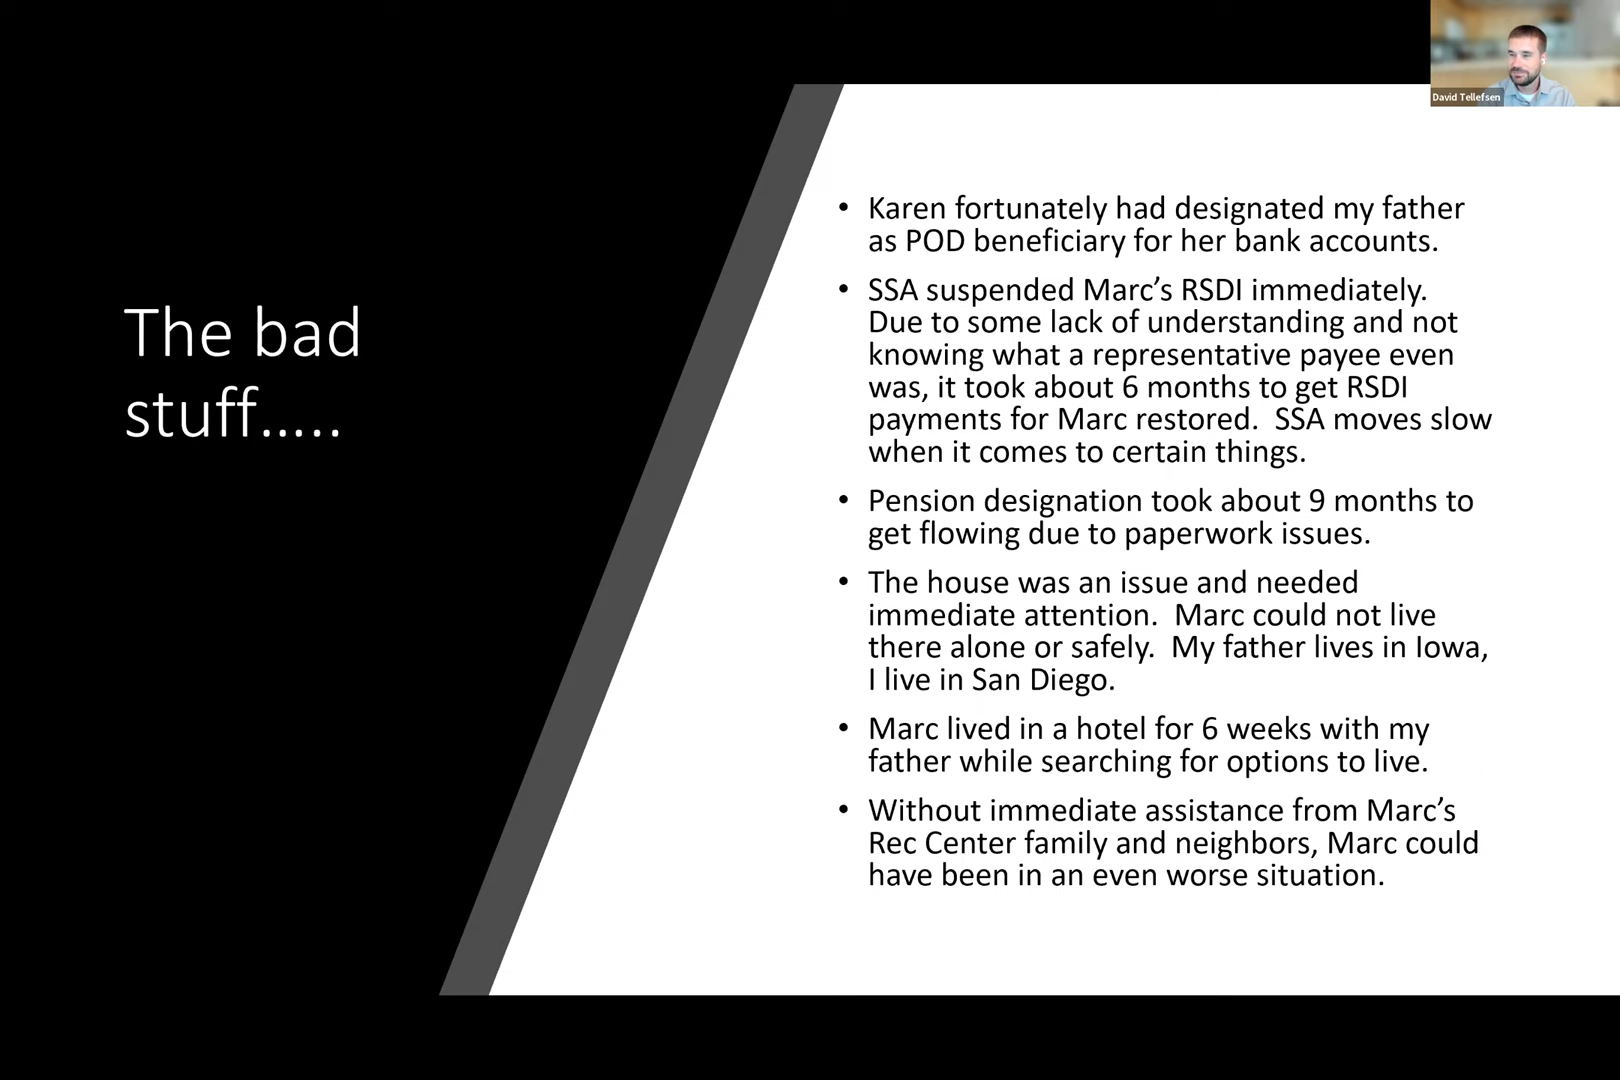 David Tellefsen
The bad
stuff.....
• Karen fortunately had designated my father
as POD beneficiary for her bank accounts.
• SSA suspended Marc’s RSDI immediately.
Due to some lack of understanding and not
knowing what a representative payee even
was, it took about 6 months to get RSDI
payments for Marc restored.  SSA moves slow
when it comes to certain things.
• Pension designation took about 9 months to
get flowing due to paperwork issues.
• The house was an issue and needed
immediate attention.  Marc could not live
there alone or safely.  My father lives in Iowa,
I live in San Diego.
• Marc lived in a hotel for 6 weeks with my
father while searching for options to live.
• Without immediate assistance from Marc’s
Rec Center family and neighbors, Marc could
have been in an even worse situation.